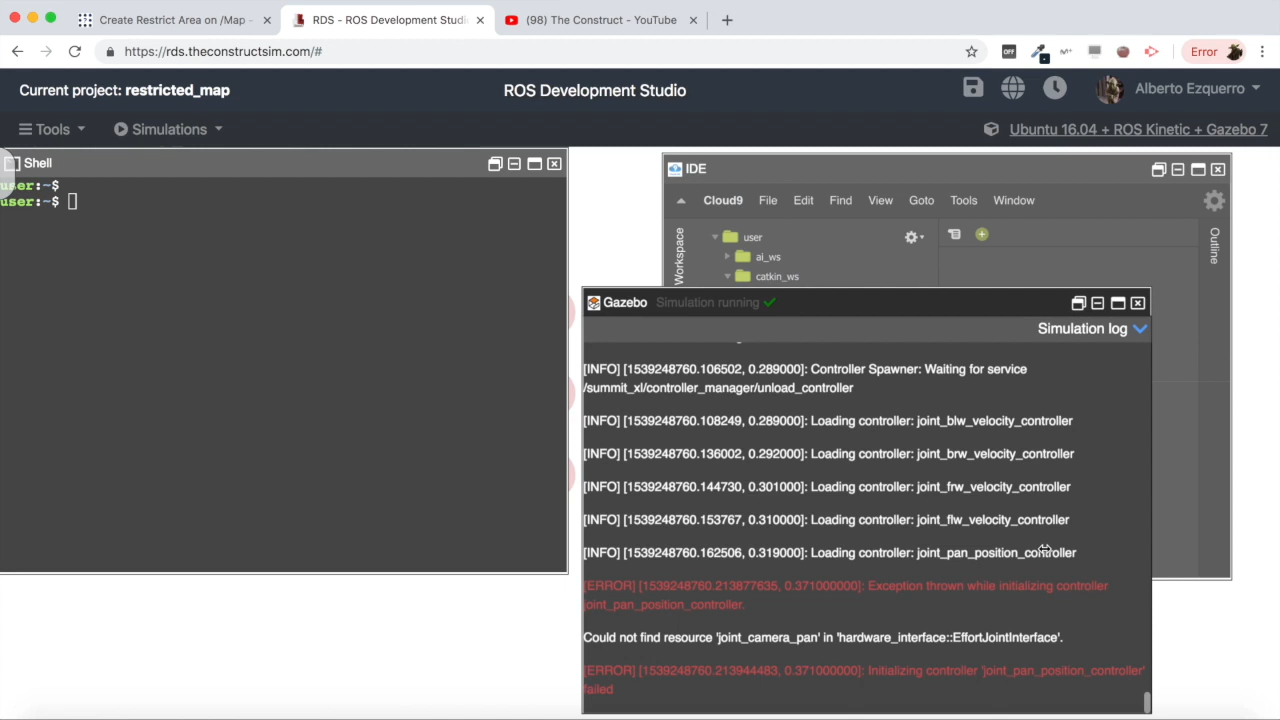 Create Restrict Area on /Map -
RDS - ROS Development Studi
(98) The Construct - YouTube
https://rds.theconstructsim.com/#
OFF
Error
Current project: restricted_map
ROS Development Studio
Alberto Ezquerro
Tools
Simulations
Ubuntu 16.04 + ROS Kinetic + Gazebo 7
Shell
user:~$
user:~$
IDE
Cloud9 File Edit Find View Goto Tools Window
Workspace
user
ai_ws
catkin_ws
Outline
Gazebo Simulation running
Simulation log
[INFO] [1539248760.106502, 0.289000]: Controller Spawner: Waiting for service
/summit_xl/controller_manager/unload_controller
[INFO] [1539248760.108249, 0.289000]: Loading controller: joint_blw_velocity_controller
[INFO] [1539248760.136002, 0.292000]: Loading controller: joint_brw_velocity_controller
[INFO] [1539248760.144730, 0.301000]: Loading controller: joint_frw_velocity_controller
[INFO] [1539248760.153767, 0.310000]: Loading controller: joint_flw_velocity_controller
[INFO] [1539248760.162506, 0.319000]: Loading controller: joint_pan_position_controller
[ERROR] [1539248760.213877635, 0.371000000]: Exception thrown while initializing controller
joint_pan_position_controller.
Could not find resource 'joint_camera_pan' in 'hardware_interface::EffortJointInterface'.
[ERROR] [1539248760.213944483, 0.371000000]: Initializing controller 'joint_pan_position_controller'
failed